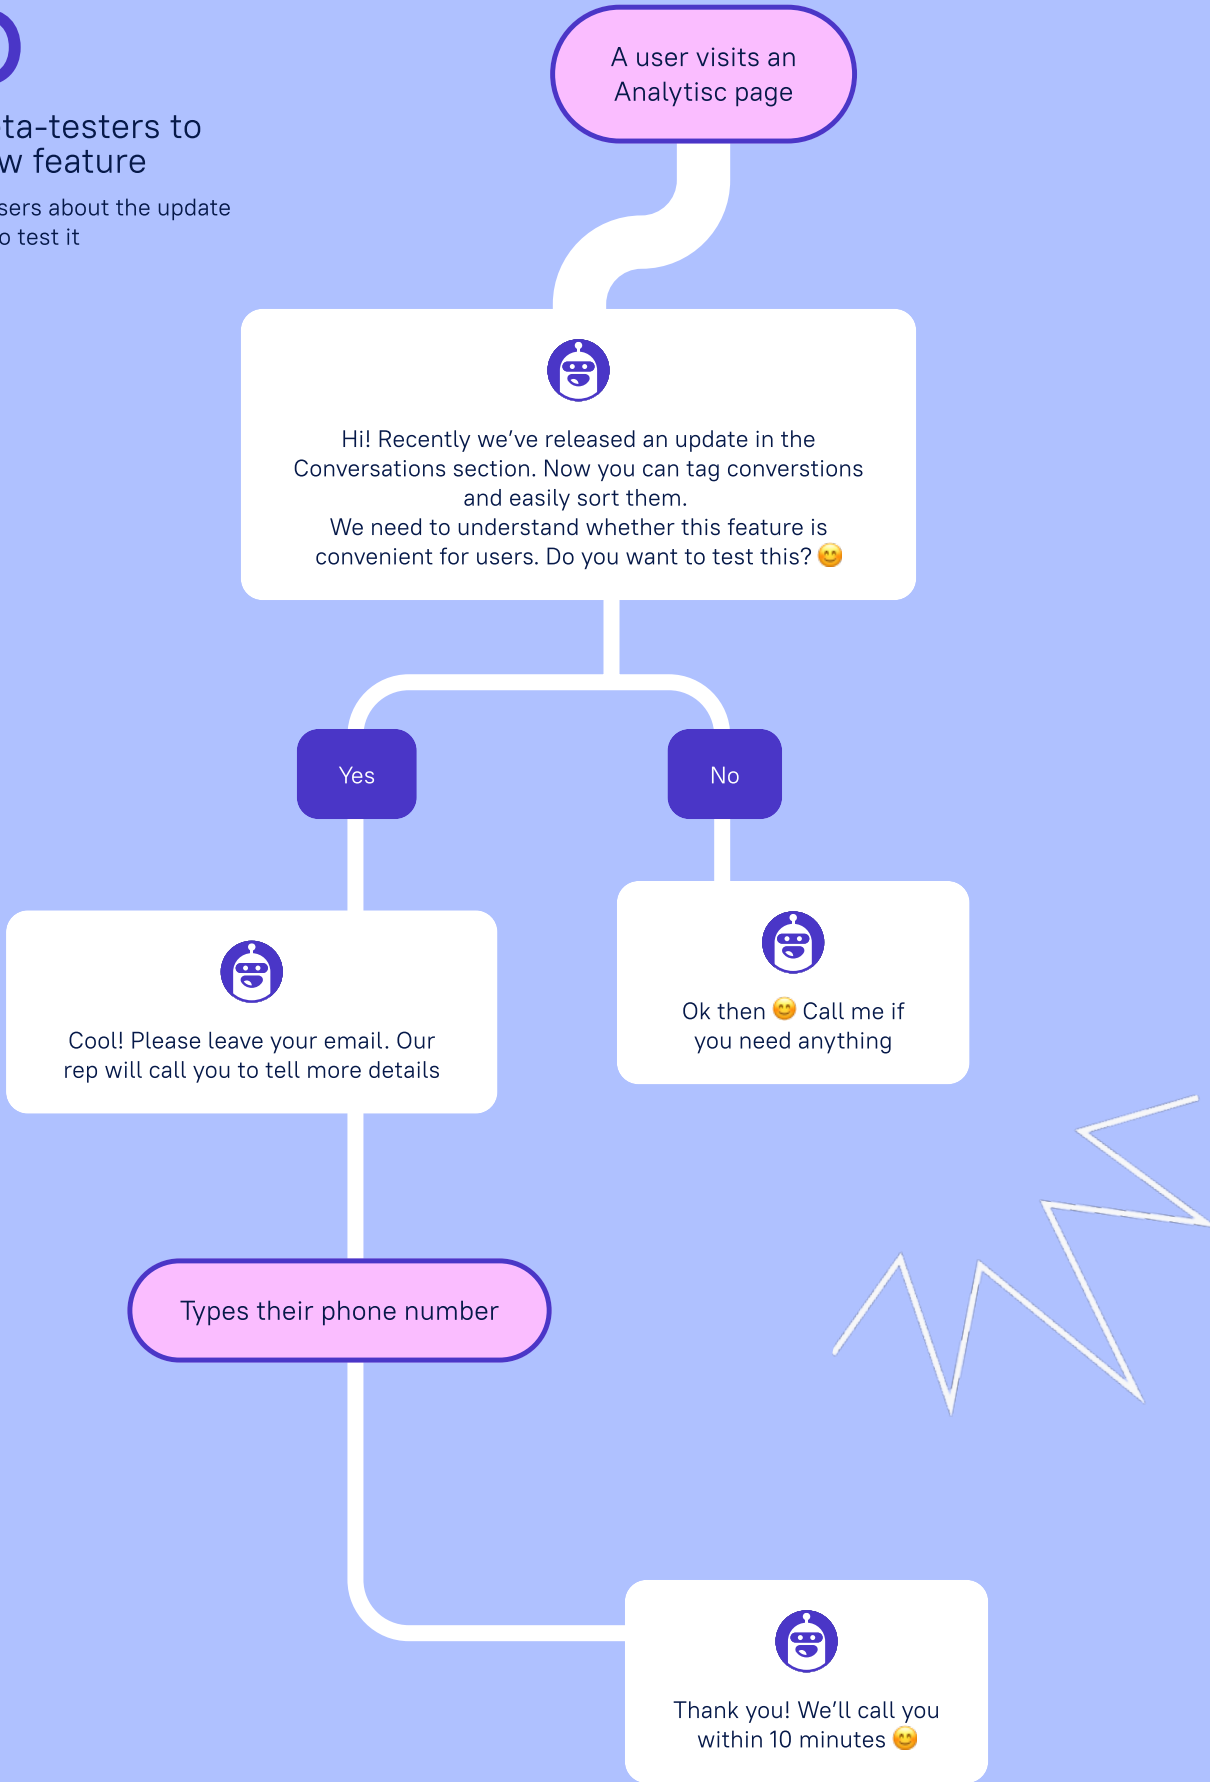 ta-testers to
w feature
sers about the update
o test it
A user visits an
Analytisc page
Hi! Recently we've released an update in the
Conversations section. Now you can tag converstions
and easily sort them.
We need to understand whether this feature is
convenient for users. Do you want to test this? 😊
Yes
No
Cool! Please leave your email. Our
rep will call you to tell more details
Ok then 😊 Call me if
you need anything
Types their phone number
Thank you! We'll call you
within 10 minutes 😊